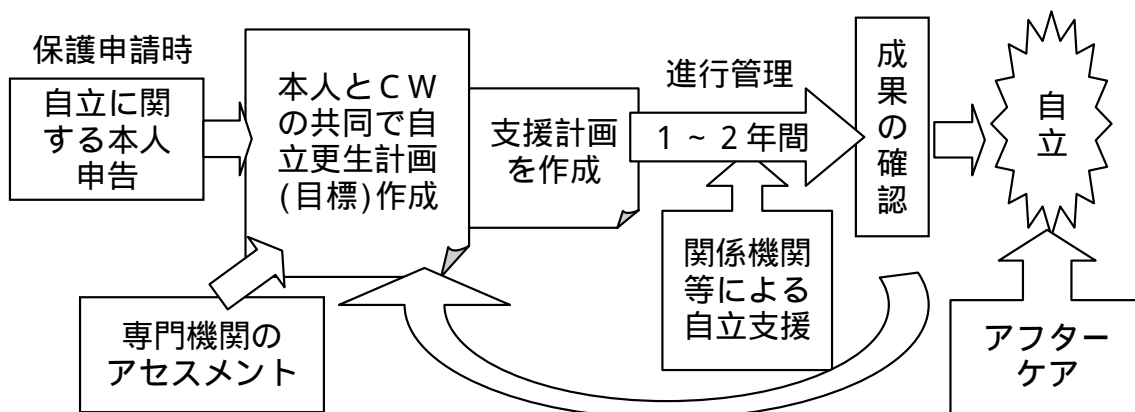 保護申請時
自立に関
する本人
申告
本人とＣＷ
の共同で自
立更生計画
(目標)作成
専門機関の
アセスメント
支援計画
を作成
進行管理
１～２年間
関係機関
等による
自立支援
成果の確認
自立
アフター
ケア